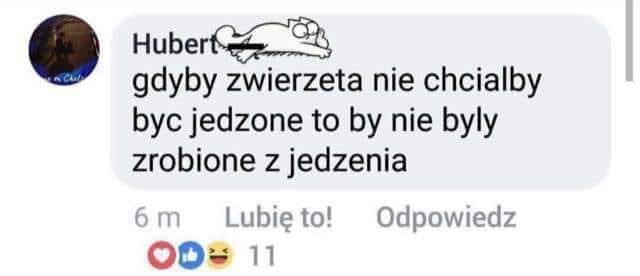 Hubert
gdyby zwierzeta nie chcialby
byc jedzone to by nie byly
zrobione z jedzenia
6 m Lubię to! Odpowiedz
11